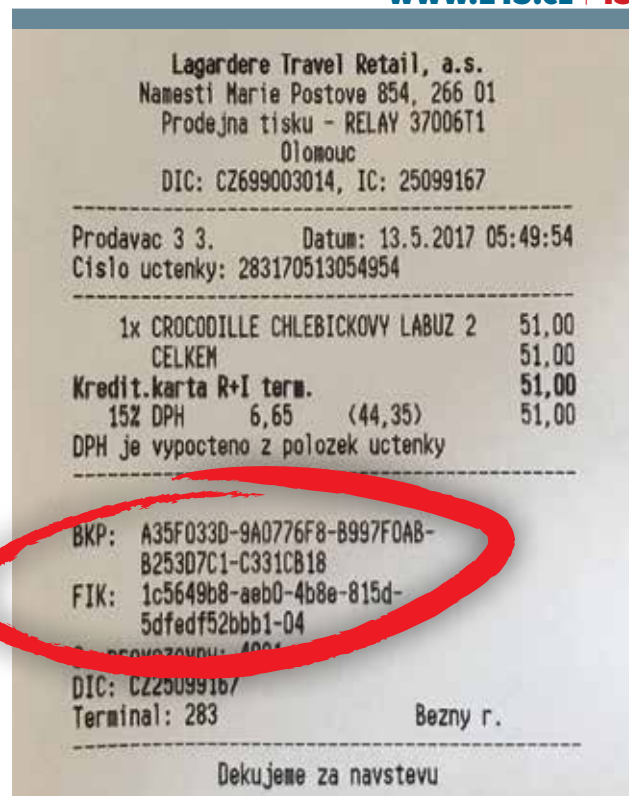 Lagardere Travel Retail, a.s.
Namesti Marie Postove 854, 266 01
Prodejna tisku - RELAY 37006T1
Olomouc
DIC: CZ699003014, IC: 25099167
Prodavac 3 3. Datum: 13.5.2017 05:49:54
Cislo uctenky: 283170513054954
1x CROCODILLE CHLEBICKOVY LABUZ 2 51,00
CELKEM 51,00
Kredit.karta R+I term. 51,00
15% DPH 6,65 (44,35) 51,00
DPH je vypocteno z polozek uctenky
BKP: A35F033D-9A0776F8-B997F0AB-
B253D7C1-C331CB18
FIK: 1c5649b8-aeb0-4b8e-815d-
5dfedf52bbb1-04
DIC: CZ25099167
Terminal: 283 Bezny r.
Dekujeme za navstevu